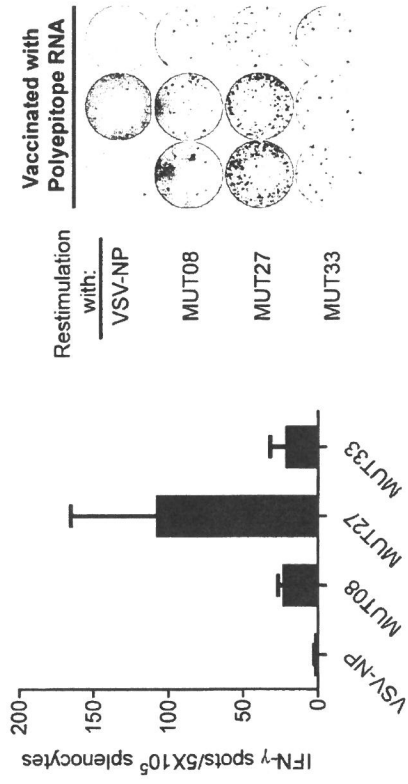 IFN-γ spots/5X10⁵ splenocytes
200
150
100
50
0
VSV-NP
MUT08
MUT27
MUT33
Vaccinated with
Polyepitope RNA
Restimulation
with:
VSV-NP
MUT08
MUT27
MUT33